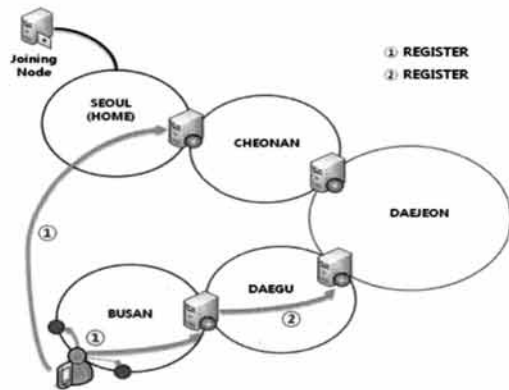 Joining
Node
① REGISTER
② REGISTER
SEOUL
(HOME)
CHEONAN
DAEJEON
①
DAEGU
BUSAN
②
①